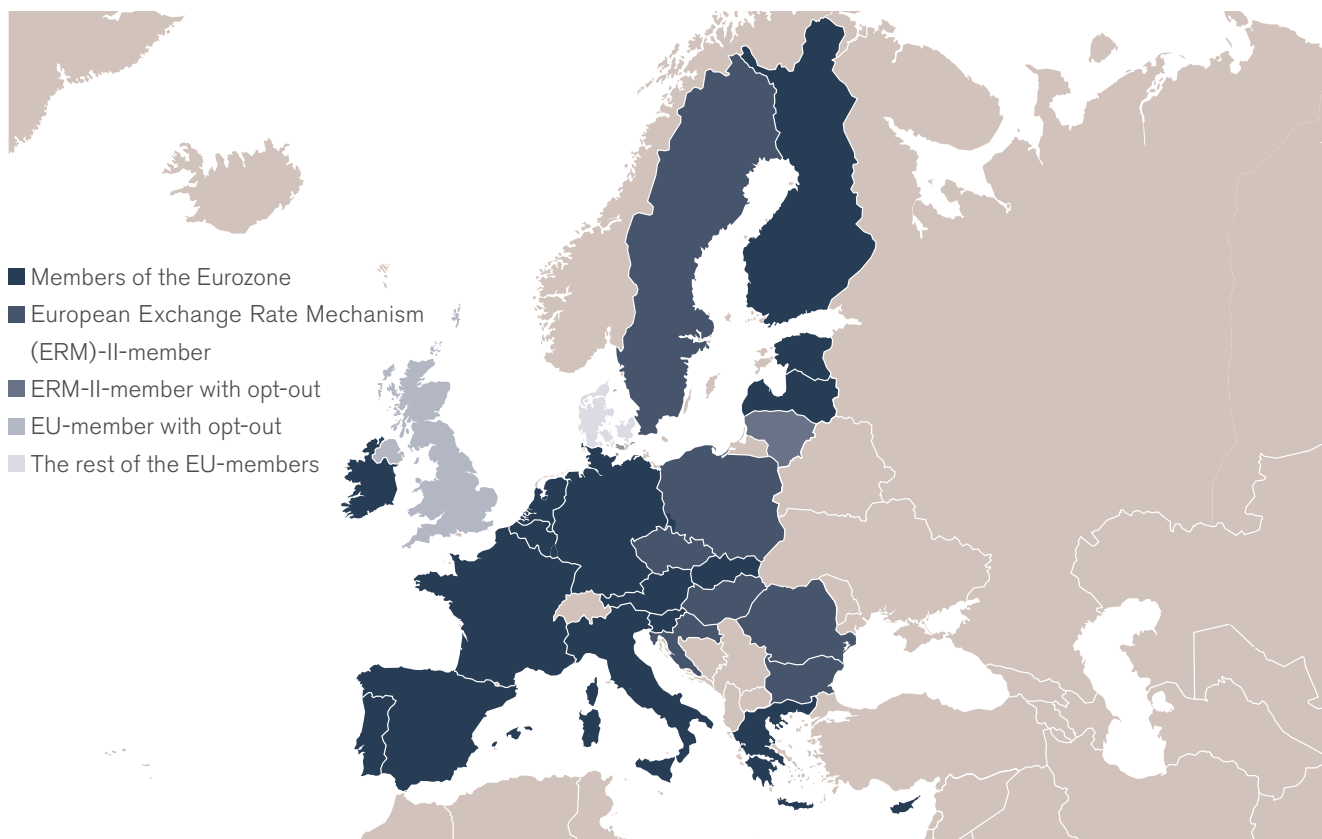 Members of the Eurozone
European Exchange Rate Mechanism
(ERM)-II-member
ERM-II-member with opt-out
EU-member with opt-out
The rest of the EU-members